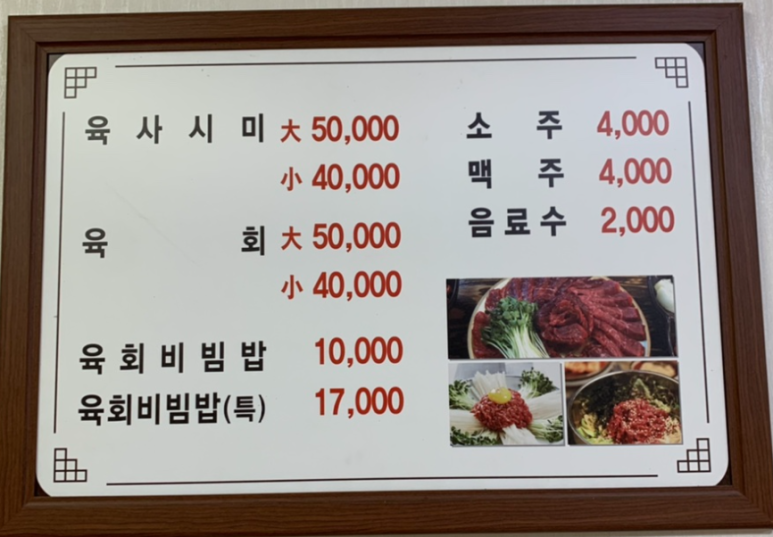 육사시미 大 50,000
小 40,000
육회 大 50,000
小 40,000
육회비빔밥 10,000
육회비빔밥(특) 17,000
소주 4,000
맥주 4,000
음료수 2,000